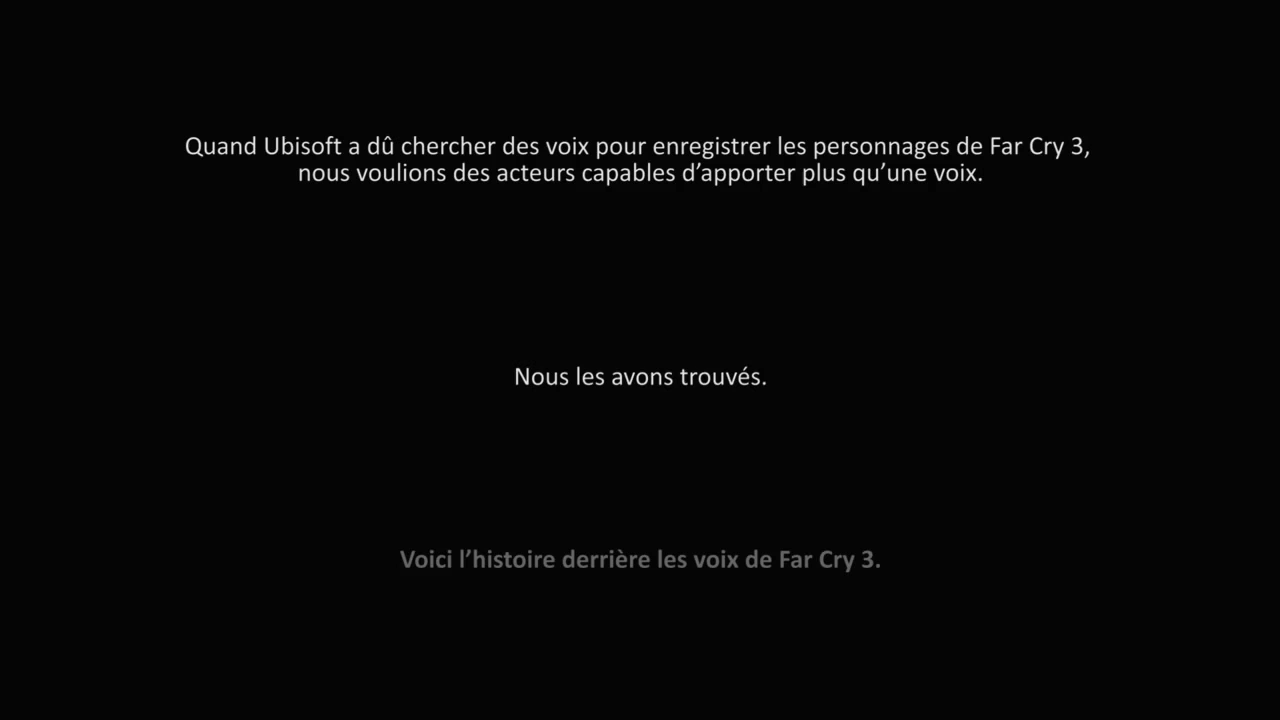 Quand Ubisoft a dû chercher des voix pour enregistrer les personnages de Far Cry 3,
nous voulions des acteurs capables d’apporter plus qu’une voix.
Nous les avons trouvés.
Voici l’histoire derrière les voix de Far Cry 3.